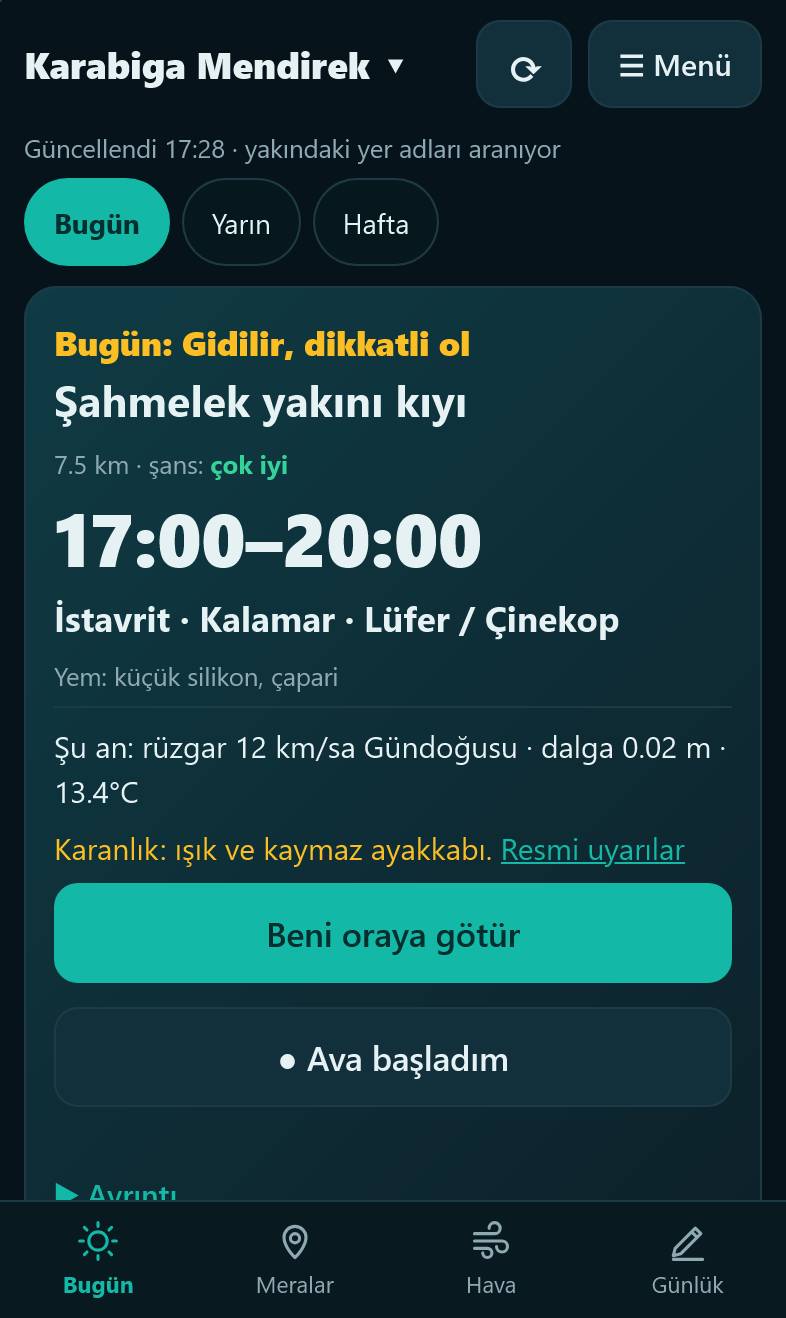 Karabiga Mendirek ▼
⟳
☰ Menü
Güncellendi 17:28 · yakındaki yer adları aranıyor
Bugün
Yarın
Hafta
Bugün: Gidilir, dikkatli ol
Şahmelek yakını kıyı
7.5 km · şans: çok iyi
17:00–20:00
İstavrit · Kalamar · Lüfer / Çinekop
Yem: küçük silikon, çapari
Şu an: rüzgar 12 km/sa Gündoğusu · dalga 0.02 m ·
13.4°C
Karanlık: ışık ve kaymaz ayakkabı. Resmi uyarılar
Beni oraya götür
● Ava başladım
▶ Ayrıntı
Bugün
Meralar
Hava
Günlük